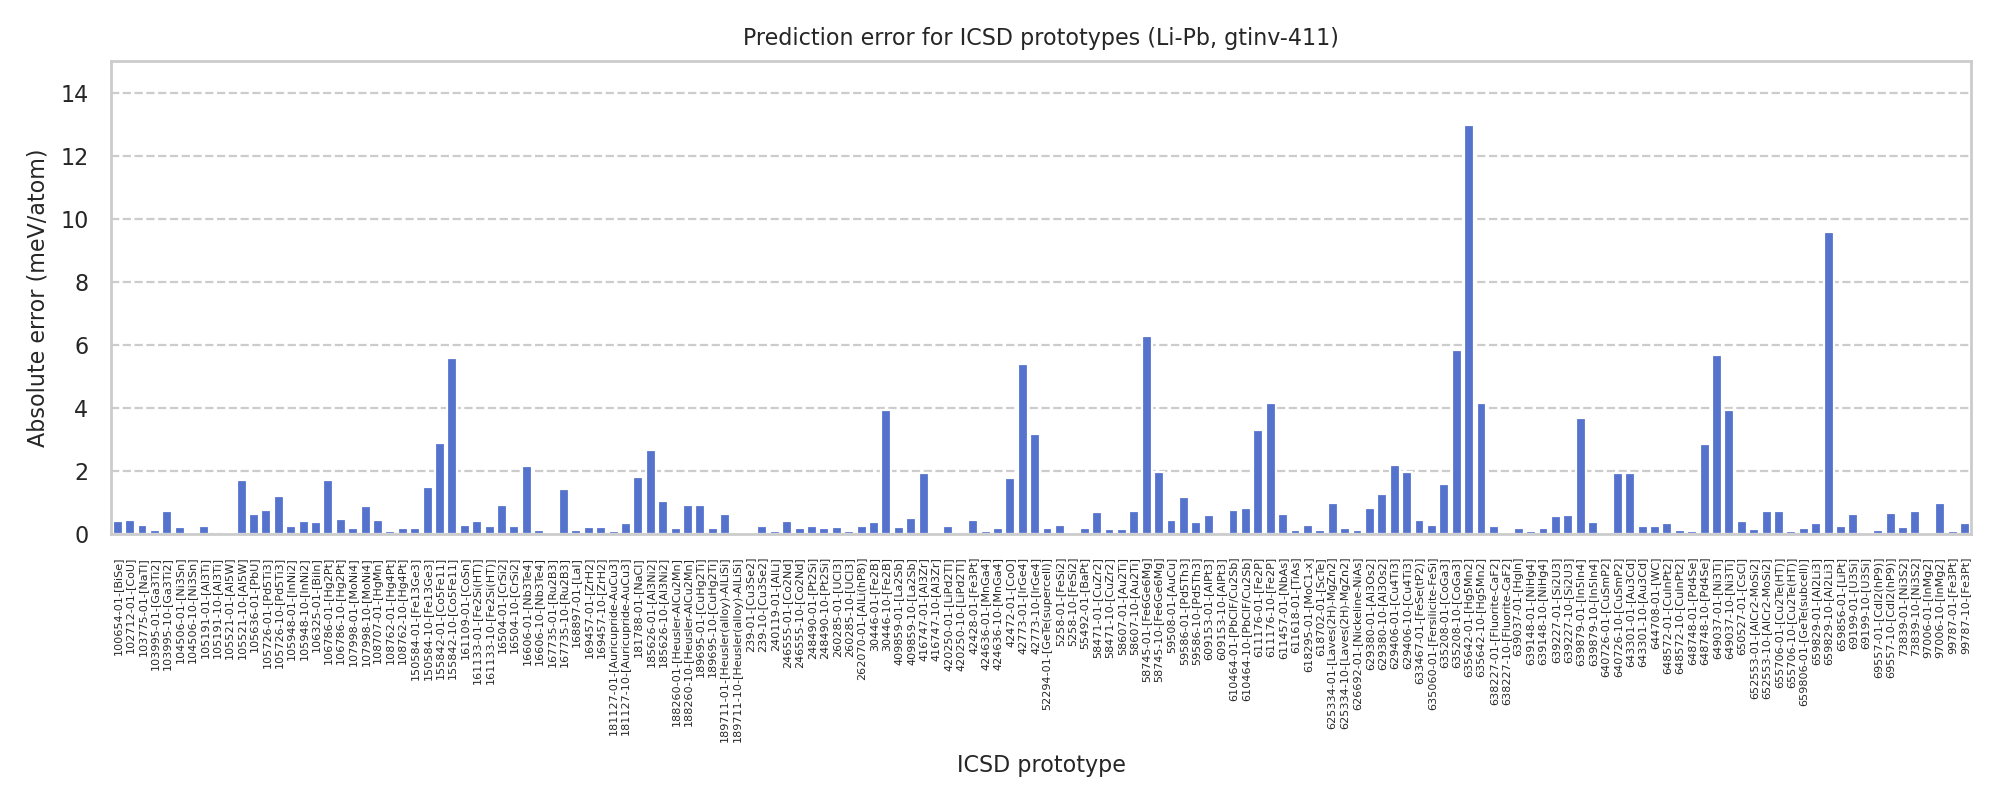 Prediction error for ICSD prototypes (Li-Pb, gtinv-411)
Absolute error (meV/atom)
14
12
10
8
6
4
2
0
100654-01-[BiSe]
102712-01-[CoU]
103775-01-[NaTl]
103995-01-[Ga3Ti2]
103995-10-[Ga3Ti2]
104506-01-[Ni3Sn]
104506-10-[Ni3Sn]
105191-01-[Al3Ti]
105191-10-[Al3Ti]
105521-01-[Al5W]
105521-10-[Al5W]
105636-01-[PbU]
105726-01-[Pd5Ti3]
105726-10-[Pd5Ti3]
105948-01-[InNi2]
105948-10-[InNi2]
106325-01-[BiIn]
106786-01-[Hg2Pt]
106786-10-[Hg2Pt]
107998-01-[MoNi4]
107998-10-[MoNi4]
108707-01-[HgMn]
108762-01-[Hg4Pt]
108762-10-[Hg4Pt]
150584-01-[Fe13Ge3]
150584-10-[Fe13Ge3]
155842-01-[Co5Fe11]
155842-10-[Co5Fe11]
161109-01-[CoSn]
161133-01-[Fe2Si(HT)]
161133-10-[Fe2Si(HT)]
16504-01-[CrSi2]
16504-10-[CrSi2]
16606-01-[Nb3Te4]
16606-10-[Nb3Te4]
167735-01-[Ru2B3]
167735-10-[Ru2B3]
168897-01-[LaI]
169457-01-[ZrH2]
169457-10-[ZrH2]
181127-01-[Auricupride-AuCu3]
181127-10-[Auricupride-AuCu3]
181788-01-[NaCl]
185626-01-[Al3Ni2]
185626-10-[Al3Ni2]
188260-01-[Heusler-AlCu2Mn]
188260-10-[Heusler-AlCu2Mn]
189695-01-[CuHg2Ti]
189695-10-[CuHg2Ti]
189711-01-[Heusler(alloy)-AlLiSi]
189711-10-[Heusler(alloy)-AlLiSi]
239-01-[Cu3Se2]
239-10-[Cu3Se2]
240119-01-[AlLi]
246555-01-[Co2Nd]
246555-10-[Co2Nd]
248490-01-[Pt2Si]
248490-10-[Pt2Si]
260285-01-[UCl3]
260285-10-[UCl3]
262070-01-[AlLi(hP8)]
30446-01-[Fe2B]
30446-10-[Fe2B]
409859-01-[La2Sb]
409859-10-[La2Sb]
416747-01-[Al3Zr]
416747-10-[Al3Zr]
420250-01-[LiPd2Tl]
420250-10-[LiPd2Tl]
42428-01-[Fe3Pt]
424636-01-[MnGa4]
424636-10-[MnGa4]
42472-01-[CoO]
42773-01-[IrGe4]
42773-10-[IrGe4]
52294-01-[GeTe(supercell)]
5258-01-[FeSi2]
5258-10-[FeSi2]
55492-01-[BaPt]
58471-01-[CuZr2]
58471-10-[CuZr2]
58607-01-[Au2Ti]
58607-10-[Au2Ti]
58745-01-[Fe6Ge6Mg]
58745-10-[Fe6Ge6Mg]
59508-01-[AuCu]
59586-01-[Pd5Th3]
59586-10-[Pd5Th3]
609153-01-[AlPt3]
609153-10-[AlPt3]
610464-01-[PbClF/Cu2Sb]
610464-10-[PbClF/Cu2Sb]
611176-01-[Fe2P]
611176-10-[Fe2P]
611457-01-[NbAs]
611618-01-[TiAs]
618295-01-[MoC1-x]
618702-01-[ScTe]
625334-01-[Laves(2H)-MgZn2]
625334-10-[Laves(2H)-MgZn2]
626692-01-[Nickeline-NiAs]
629380-01-[Al3Os2]
629380-10-[Al3Os2]
629406-01-[Cu4Ti3]
629406-10-[Cu4Ti3]
633467-01-[FeSe(tP2)]
635060-01-[Fersilicite-FeSi]
635208-01-[CoGa3]
635208-10-[CoGa3]
635642-01-[Hg5Mn2]
635642-10-[Hg5Mn2]
638227-01-[Fluorite-CaF2]
638227-10-[Fluorite-CaF2]
639037-01-[HgIn]
639148-01-[NiHg4]
639148-10-[NiHg4]
639227-01-[Si2U3]
639227-10-[Si2U3]
639879-01-[In5In4]
639879-10-[In5In4]
640726-01-[CuSmP2]
640726-10-[CuSmP2]
643301-01-[Au3Cd]
643301-10-[Au3Cd]
644708-01-[WC]
648572-01-[CuInPt2]
648572-10-[CuInPt2]
648748-01-[Pd4Se]
648748-10-[Pd4Se]
649037-01-[Ni3Ti]
649037-10-[Ni3Ti]
650527-01-[CsCl]
652553-01-[AlCr2-MoSi2]
652553-10-[AlCr2-MoSi2]
655706-01-[Cu2Te(HT)]
655706-10-[Cu2Te(HT)]
659806-01-[GeTe(subcell)]
659829-01-[Al2Li3]
659829-10-[Al2Li3]
659856-01-[LiPt]
69199-01-[U3Si]
69199-10-[U3Si]
69557-01-[CdI2(hP9)]
69557-10-[CdI2(hP9)]
73839-01-[Ni3S2]
73839-10-[Ni3S2]
97006-01-[InMg2]
97006-10-[InMg2]
99787-01-[Fe3Pt]
99787-10-[Fe3Pt]
ICSD prototype